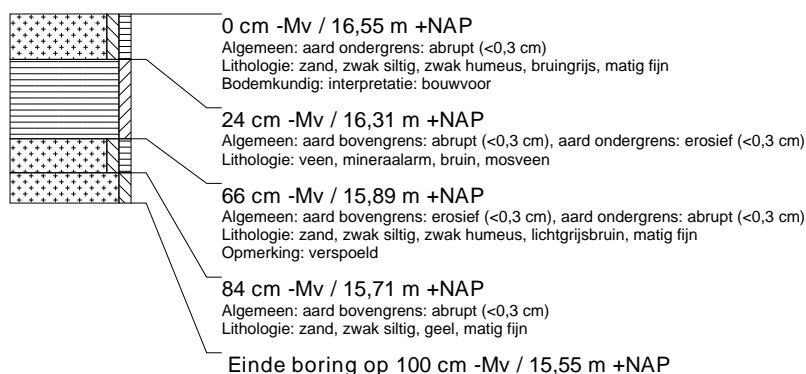 0 cm -Mv / 16,55 m +NAP
Algemeen: aard ondergrens: abrupt (<0,3 cm)
Lithologie: zand, zwak siltig, zwak humeus, bruingrijs, matig fijn
Bodemkundig: interpretatie: bouwvoor
24 cm -Mv / 16,31 m +NAP
Algemeen: aard bovengrens: abrupt (<0,3 cm), aard ondergrens: erosief (<0,3 cm)
Lithologie: veen, mineraalarm, bruin, mosveen
66 cm -Mv / 15,89 m +NAP
Algemeen: aard bovengrens: erosief (<0,3 cm), aard ondergrens: abrupt (<0,3 cm)
Lithologie: zand, zwak siltig, zwak humeus, lichtgrijsbruin, matig fijn
Opmerking: verspoeld
84 cm -Mv / 15,71 m +NAP
Algemeen: aard bovengrens: abrupt (<0,3 cm)
Lithologie: zand, zwak siltig, geel, matig fijn
Einde boring op 100 cm -Mv / 15,55 m +NAP